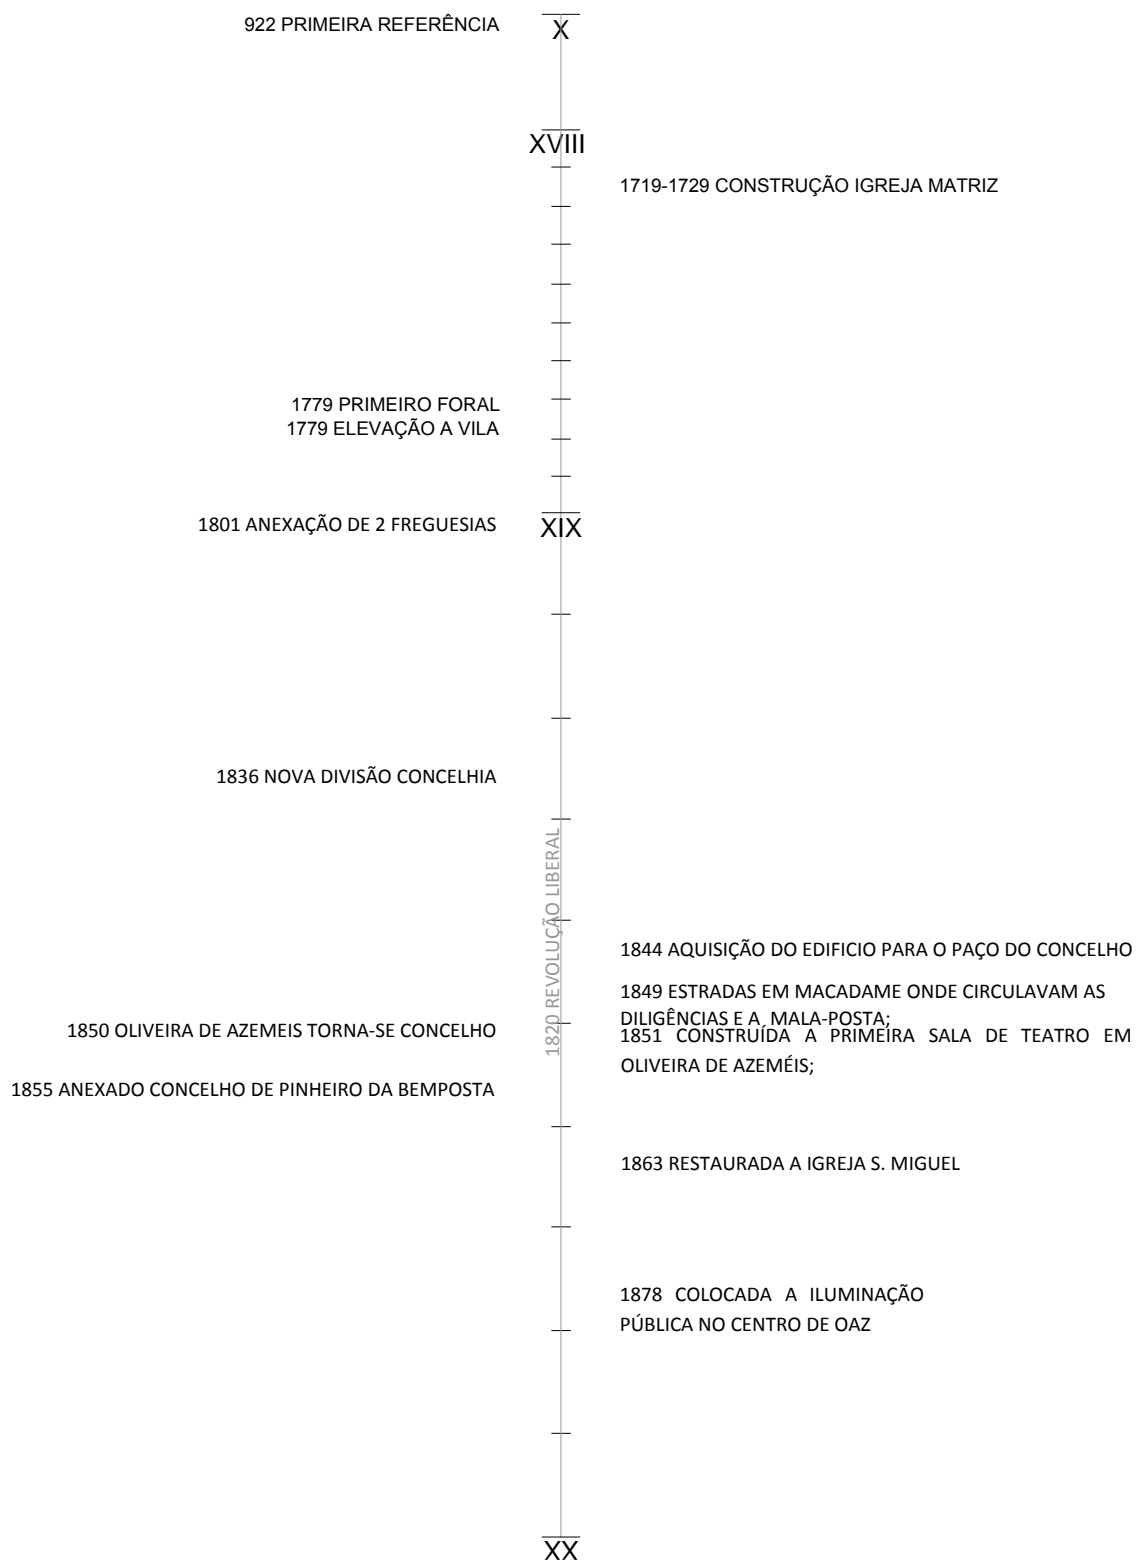 922 PRIMEIRA REFERÊNCIA
X
XVIII
1719-1729 CONSTRUÇÃO IGREJA MATRIZ
1779 PRIMEIRO FORAL
1779 ELEVAÇÃO A VILA
1801 ANEXAÇÃO DE 2 FREGUESIAS
XIX
1836 NOVA DIVISÃO CONCELHIA
1820 REVOLUÇÃO LIBERAL
1844 AQUISIÇÃO DO EDIFICIO PARA O PAÇO DO CONCELHO
1849 ESTRADAS EM MACADAME ONDE CIRCULAVAM AS
DILIGÊNCIAS E A MALA-POSTA;
1850 OLIVEIRA DE AZEMEIS TORNA-SE CONCELHO
1851 CONSTRUÍDA A PRIMEIRA SALA DE TEATRO EM
OLIVEIRA DE AZEMÉIS;
1855 ANEXADO CONCELHO DE PINHEIRO DA BEMPOSTA
1863 RESTAURADA A IGREJA S. MIGUEL
1878 COLOCADA A ILUMINAÇÃO
PÚBLICA NO CENTRO DE OAZ
XX